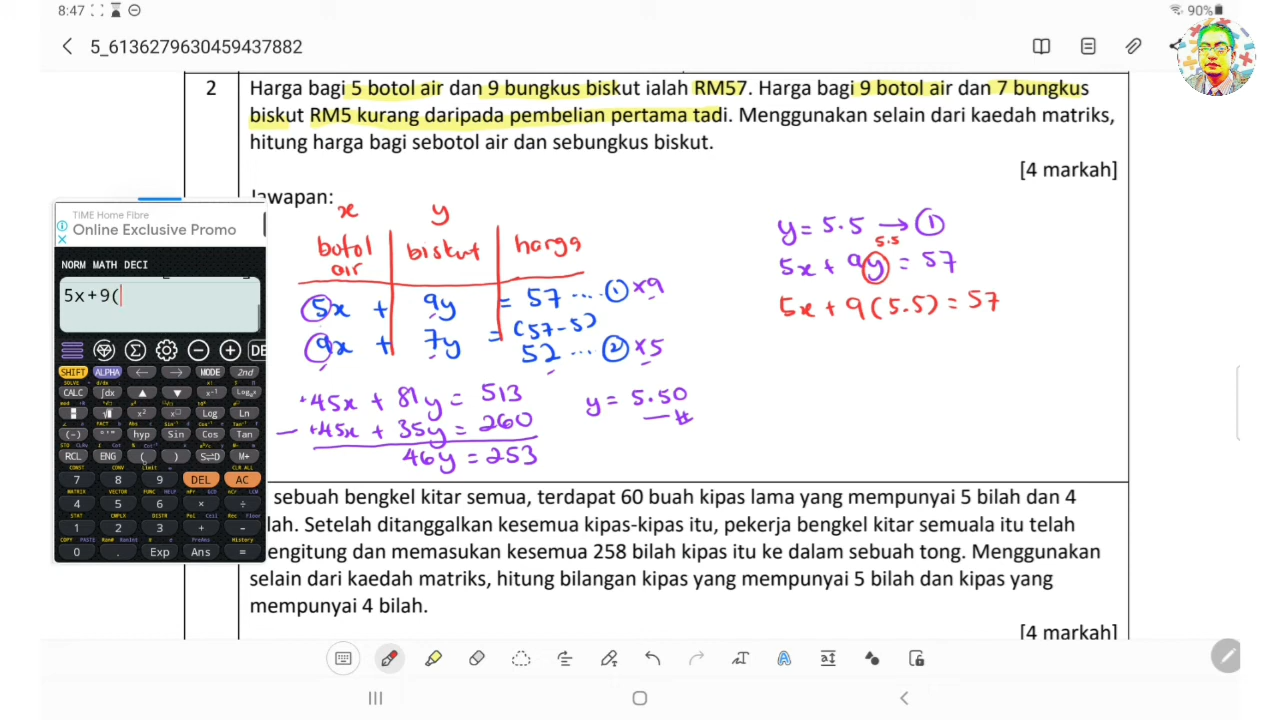 8:47
90%
5_6136279630459437882
2
Harga bagi 5 botol air dan 9 bungkus biskut ialah RM57. Harga bagi 9 botol air dan 7 bungkus
biskut RM5 kurang daripada pembelian pertama tadi. Menggunakan selain dari kaedah matriks,
hitung harga bagi sebotol air dan sebungkus biskut.
[4 markah]
Jawapan:
x y
botol air biskut harga
5x + 9y = 57 ... ① ×9
(57-5)
9x + 7y = 52 ... ② ×5
+45x + 81y = 513
- +45x + 35y = 260
46y = 253
y = 5.50
y = 5.5 → ①
5.5
5x + 9y = 57
5x + 9(5.5) = 57
TIME Home Fibre
Online Exclusive Promo
NORM MATH DECI
5x+9(
SHIFT ALPHA ← → MODE 2nd
CALC ∫dx ▲ ▼ x⁻¹ Logₐx
x² Log Ln
(-) hyp Sin Cos Tan
RCL ENG ( ) S⇌D M+
7 8 9 DEL AC
4 5 6 × ÷
1 2 3 + -
0 . Exp Ans =
sebuah bengkel kitar semua, terdapat 60 buah kipas lama yang mempunyai 5 bilah dan 4
lah. Setelah ditanggalkan kesemua kipas-kipas itu, pekerja bengkel kitar semuala itu telah
engitung dan memasukan kesemua 258 bilah kipas itu ke dalam sebuah tong. Menggunakan
selain dari kaedah matriks, hitung bilangan kipas yang mempunyai 5 bilah dan kipas yang
mempunyai 4 bilah.
[4 markah]